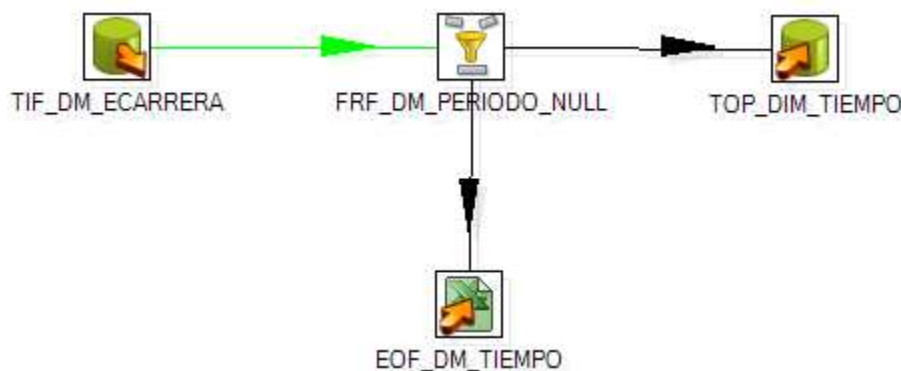 TIF_DM_ECARRERA
FRF_DM_PERIODO_NULL
TOP_DIM_TIEMPO
EOF_DM_TIEMPO